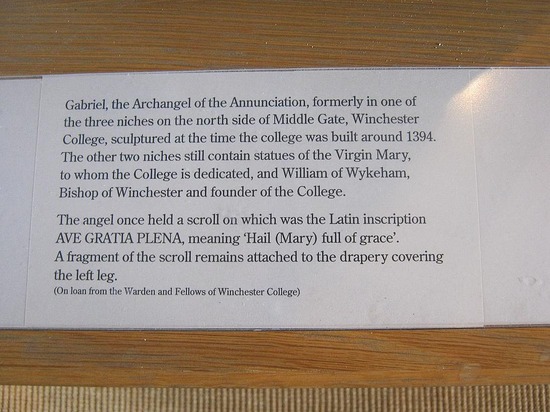 Gabriel, the Archangel of the Annunciation, formerly in one of
the three niches on the north side of Middle Gate, Winchester
College, sculptured at the time the college was built around 1394.
The other two niches still contain statues of the Virgin Mary,
to whom the College is dedicated, and William of Wykeham,
Bishop of Winchester and founder of the College.
The angel once held a scroll on which was the Latin inscription
AVE GRATIA PLENA, meaning ‘Hail (Mary) full of grace’.
A fragment of the scroll remains attached to the drapery covering
the left leg.
(On loan from the Warden and Fellows of Winchester College)